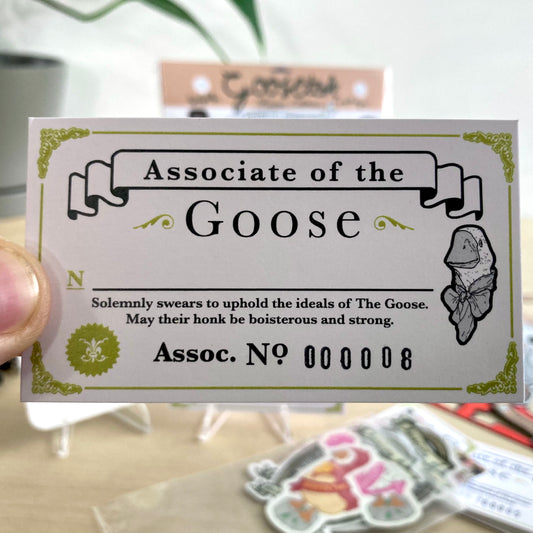 Associate of the
Goose
N
Solemnly swears to uphold the ideals of The Goose.
May their honk be boisterous and strong.
Assoc. Nº 000008